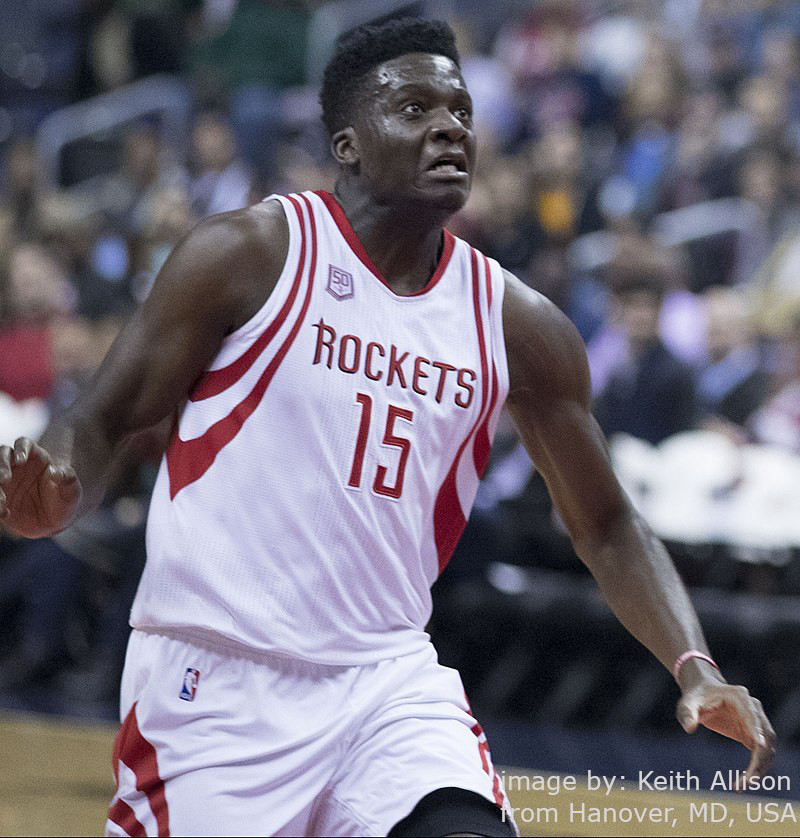 50
ROCKETS
15
image by: Keith Allison
from Hanover, MD, USA